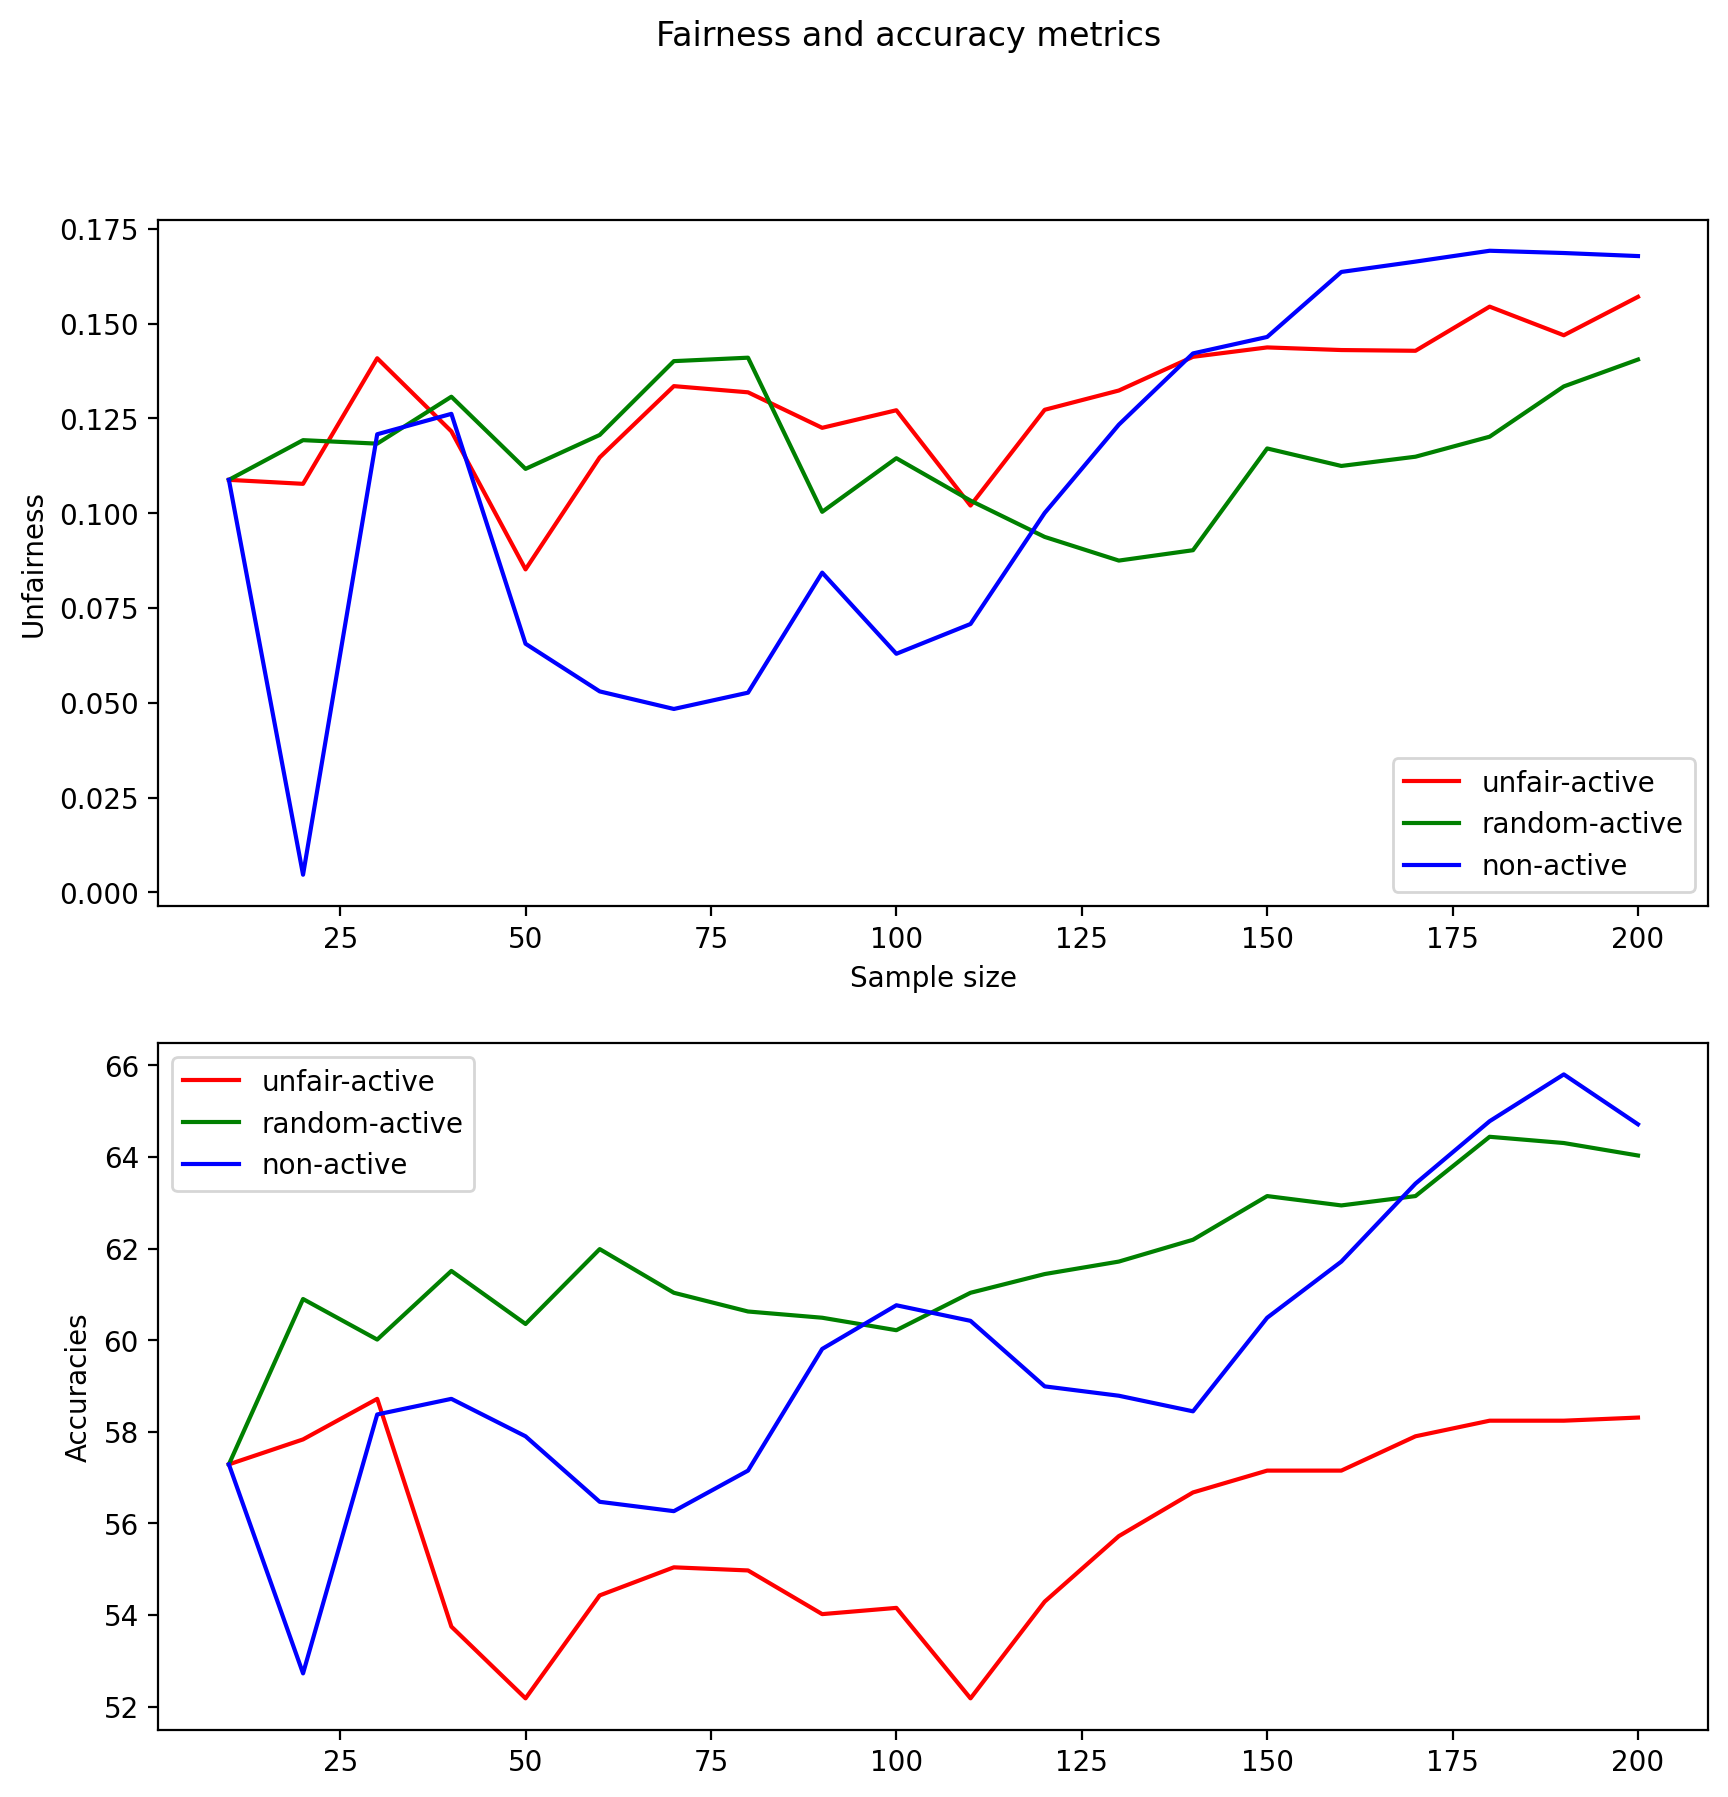 Fairness and accuracy metrics
0.175
0.150
0.125
0.100
0.075
0.050
0.025
0.000
Unfairness
unfair-active
random-active
non-active
25 50 75 100 125 150 175 200
Sample size
66
64
62
60
58
56
54
52
Accuracies
unfair-active
random-active
non-active
25 50 75 100 125 150 175 200